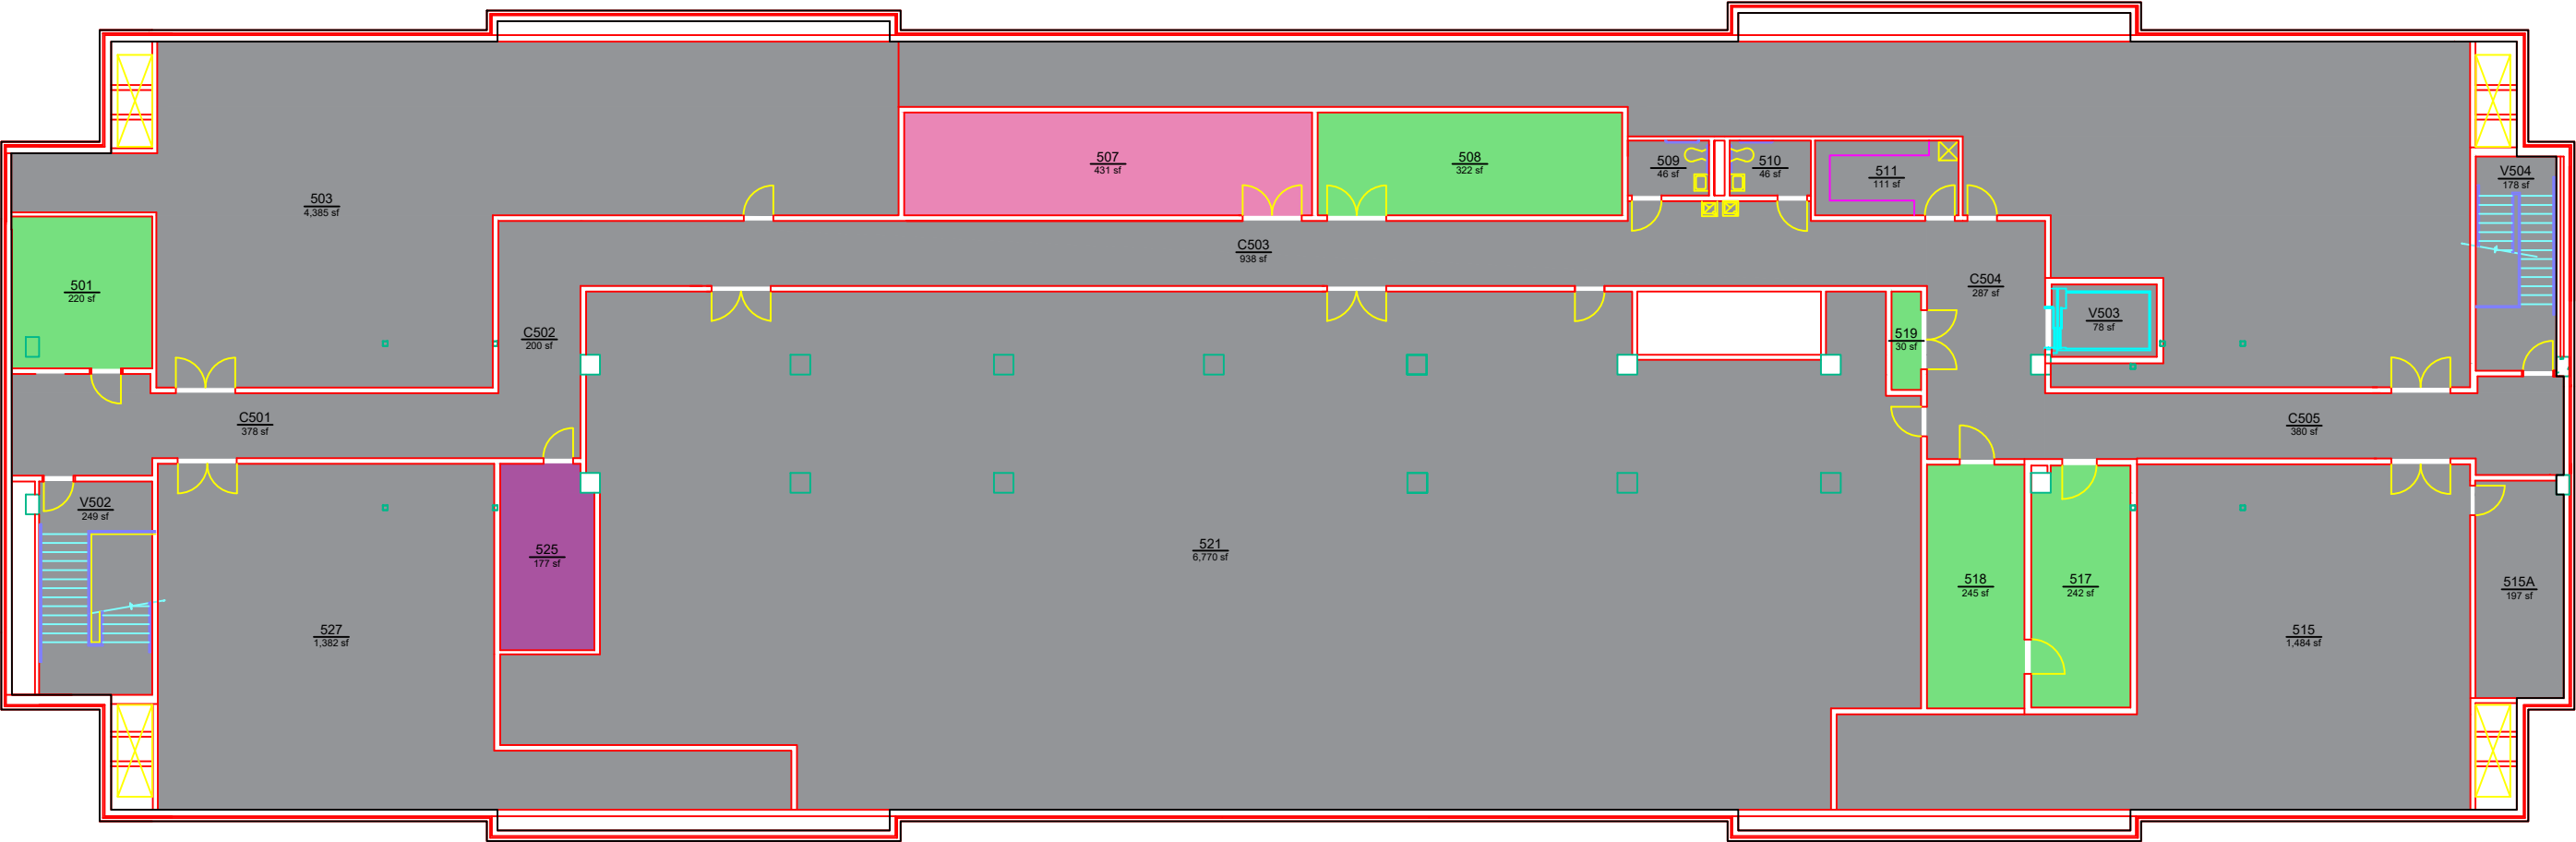 507
431 sf
508
322 sf
509
46 sf
510
46 sf
511
111 sf
V504
178 sf
503
4,385 sf
C503
938 sf
501
220 sf
C504
287 sf
V503
78 sf
C502
200 sf
519
30 sf
C501
378 sf
C505
380 sf
V502
249 sf
525
177 sf
521
6,770 sf
518
245 sf
517
242 sf
515A
197 sf
527
1,382 sf
515
1,484 sf